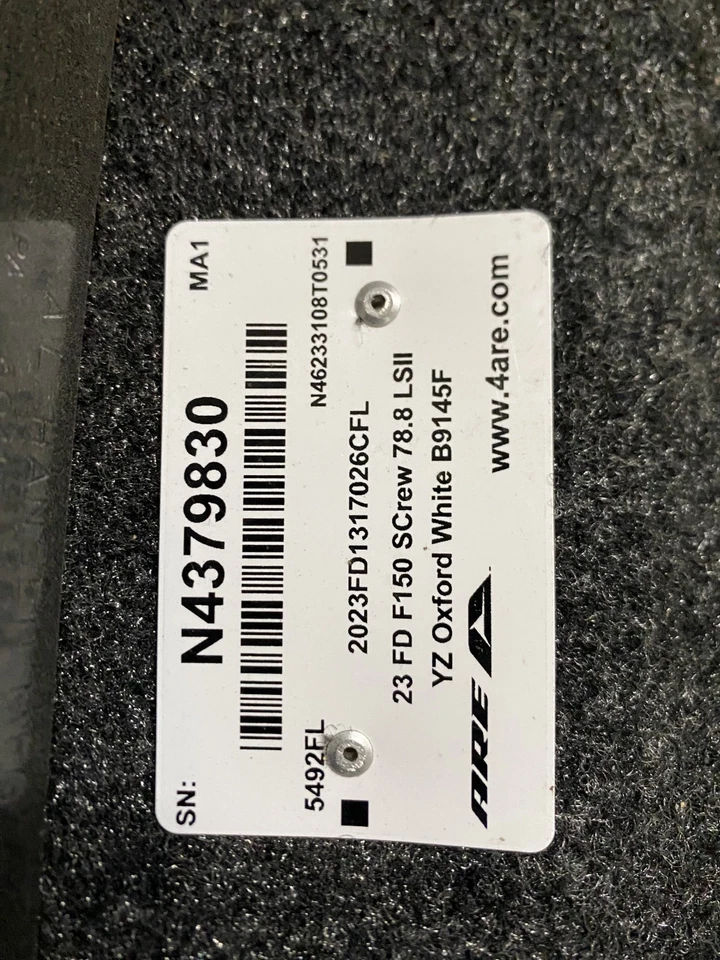 SN: MA1
N4379830
5492FL N46233108T0531
2023FD1317026CFL
23 FD F150 SCrew 78.8 LSII
YZ Oxford White B9145F
ARE www.4are.com